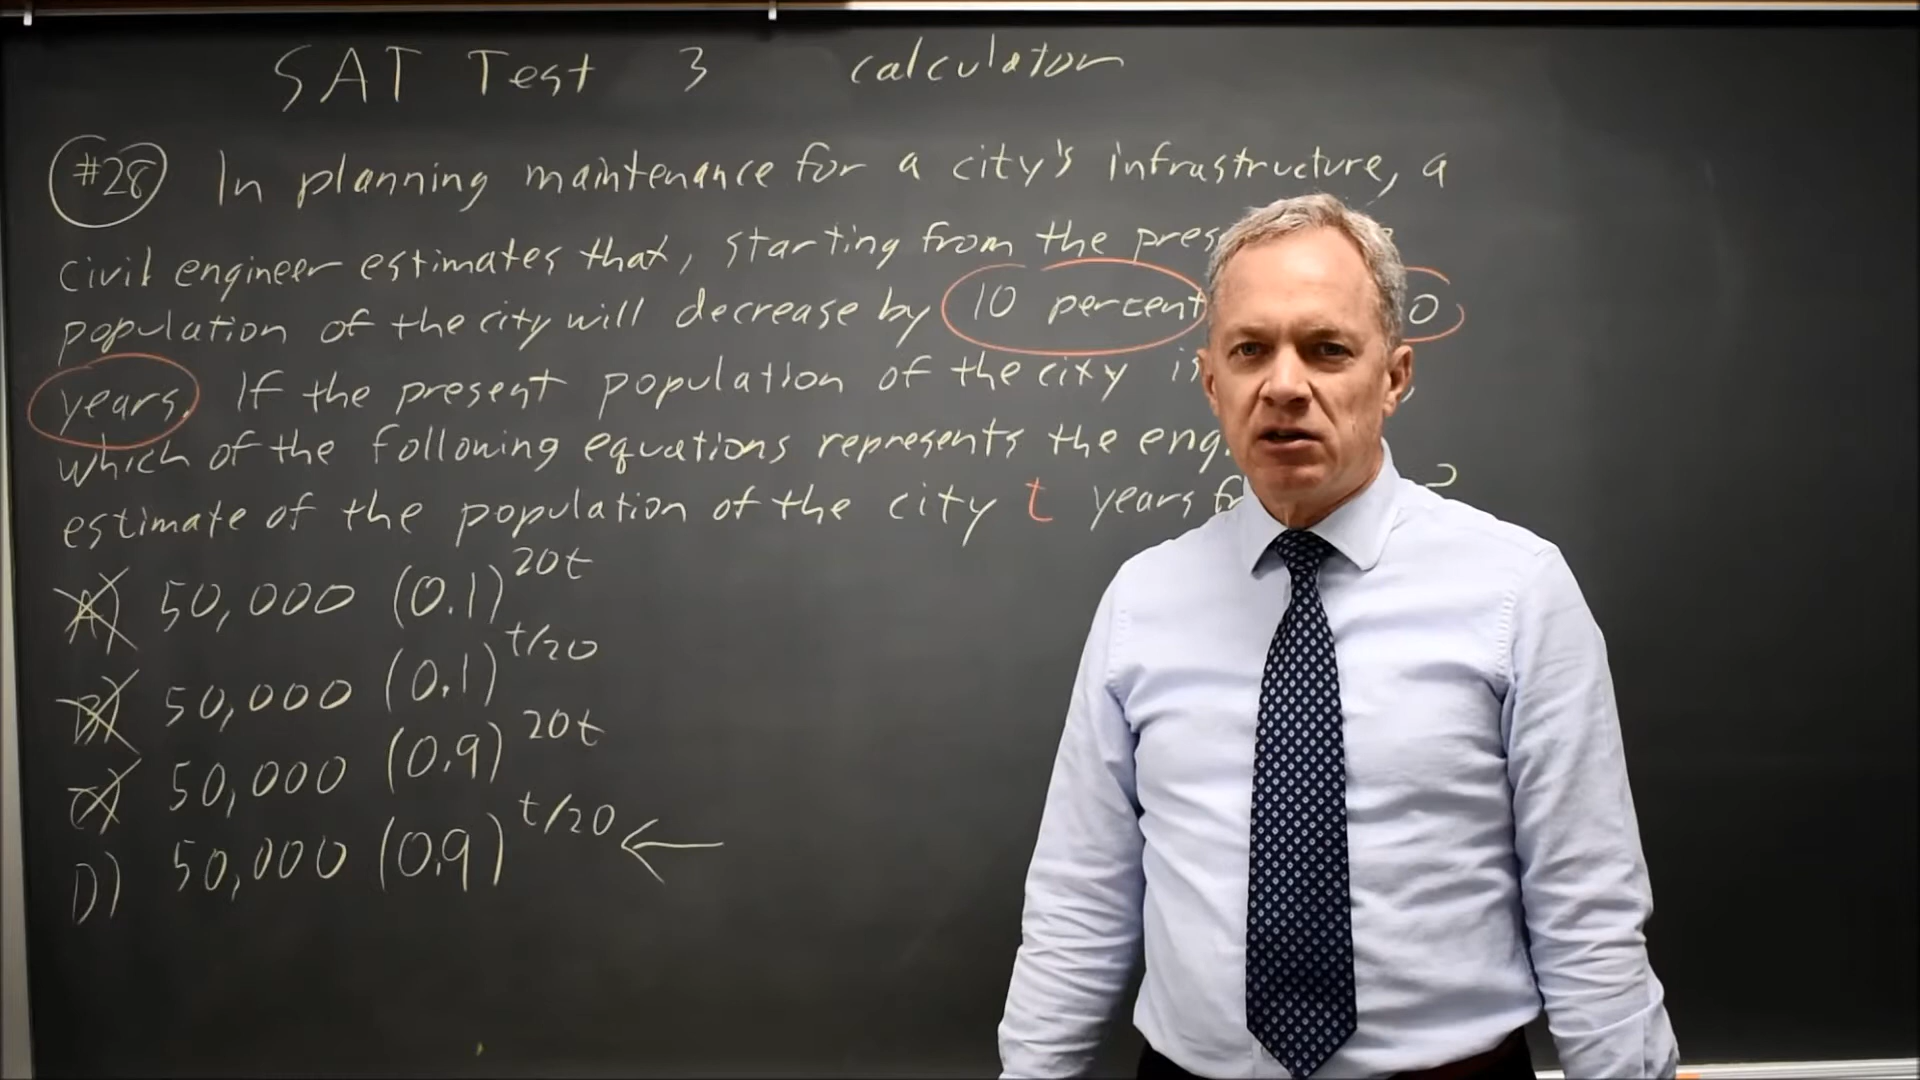 SAT Test 3 calculator
#28 In planning maintenance for a city's infrastructure, a
civil engineer estimates that, starting from the
population of the city will decrease by 10 percent
years. If the present population of the city is
which of the following equations represents the
estimate of the population of the city t years
A) 50,000 (0.1)^20t
B) 50,000 (0.1)^t/20
C) 50,000 (0.9)^20t
D) 50,000 (0.9)^t/20 ←